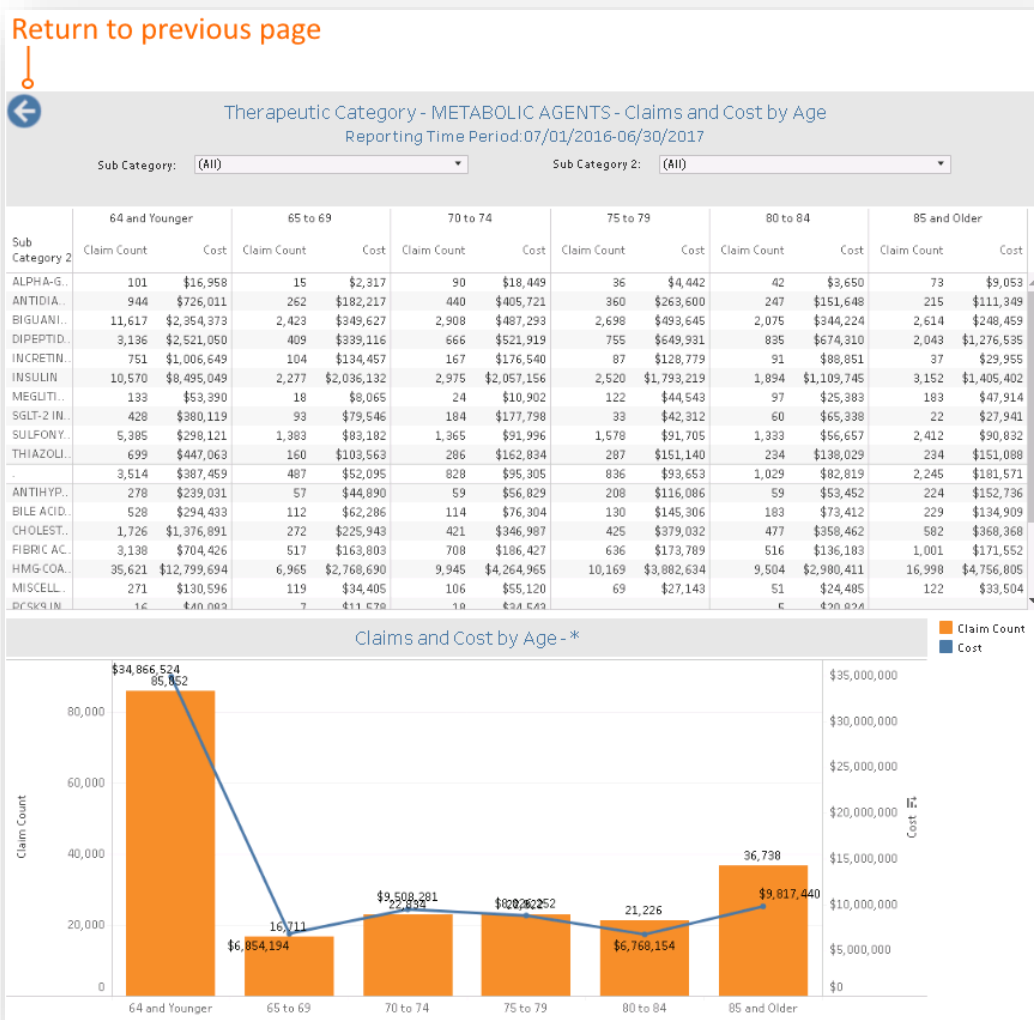 Return to previous page
Therapeutic Category - METABOLIC AGENTS - Claims and Cost by Age
Reporting Time Period:07/01/2016-06/30/2017
Sub Category: (All) Sub Category 2: (All)
64 and Younger 65 to 69 70 to 74 75 to 79 80 to 84 85 and Older
Sub
Category 2 Claim Count Cost Claim Count Cost Claim Count Cost Claim Count Cost Claim Count Cost Claim Count Cost
ALPHA-G.. 101 $16,958 15 $2,317 90 $18,449 36 $4,442 42 $3,650 73 $9,053
ANTIDIA.. 944 $726,011 262 $182,217 440 $405,721 360 $263,600 247 $151,648 215 $111,349
BIGUANI.. 11,617 $2,354,373 2,423 $349,627 2,908 $487,293 2,698 $493,645 2,075 $344,224 2,614 $248,459
DIPEPTID.. 3,136 $2,521,050 409 $339,116 666 $521,919 755 $649,931 835 $674,310 2,043 $1,276,535
INCRETIN.. 751 $1,006,649 104 $134,457 167 $176,540 87 $128,779 91 $88,851 37 $29,955
INSULIN 10,570 $8,495,049 2,277 $2,036,132 2,975 $2,057,156 2,520 $1,793,219 1,894 $1,109,745 3,152 $1,405,402
MEGLITI.. 133 $53,390 18 $8,065 24 $10,902 122 $44,543 97 $25,383 183 $47,914
SGLT-2 IN.. 428 $380,119 93 $79,546 184 $177,798 33 $42,312 60 $65,338 22 $27,941
SULFONY.. 5,385 $298,121 1,383 $83,182 1,365 $91,996 1,578 $91,705 1,333 $56,657 2,412 $90,832
THIAZOLI.. 699 $447,063 160 $103,563 286 $162,834 287 $151,140 234 $138,029 234 $151,088
. 3,514 $387,459 487 $52,095 828 $95,305 836 $93,653 1,029 $82,819 2,245 $181,571
ANTIHYP.. 278 $239,031 57 $44,890 59 $56,829 208 $116,086 59 $53,452 224 $152,736
BILE ACID.. 528 $294,433 112 $62,286 114 $76,304 130 $145,306 183 $73,412 229 $134,909
CHOLEST.. 1,726 $1,376,891 272 $225,943 421 $346,987 425 $379,032 477 $358,462 582 $368,368
FIBRIC AC.. 3,138 $704,426 517 $163,803 708 $186,427 636 $173,789 516 $136,183 1,001 $171,552
HMG COA.. 35,621 $12,799,694 6,965 $2,768,690 9,945 $4,264,965 10,169 $3,882,634 9,504 $2,980,411 16,998 $4,756,805
MISCELL.. 271 $130,596 119 $34,405 106 $55,120 69 $27,143 51 $24,485 122 $33,504
PCSK9 IN.. 16 $40,083 7 $11,578 18 $34,543 5 $20,824
Claims and Cost by Age - *
Claim Count
Cost
$34,866,524
85,852
16,711
$6,854,194
$9,508,281
22,834
21,226
$6,768,154
36,738
$9,817,440
80,000
60,000
40,000
20,000
0
Claim Count
$35,000,000
$30,000,000
$25,000,000
$20,000,000
$15,000,000
$10,000,000
$5,000,000
$0
Cost
64 and Younger 65 to 69 70 to 74 75 to 79 80 to 84 85 and Older